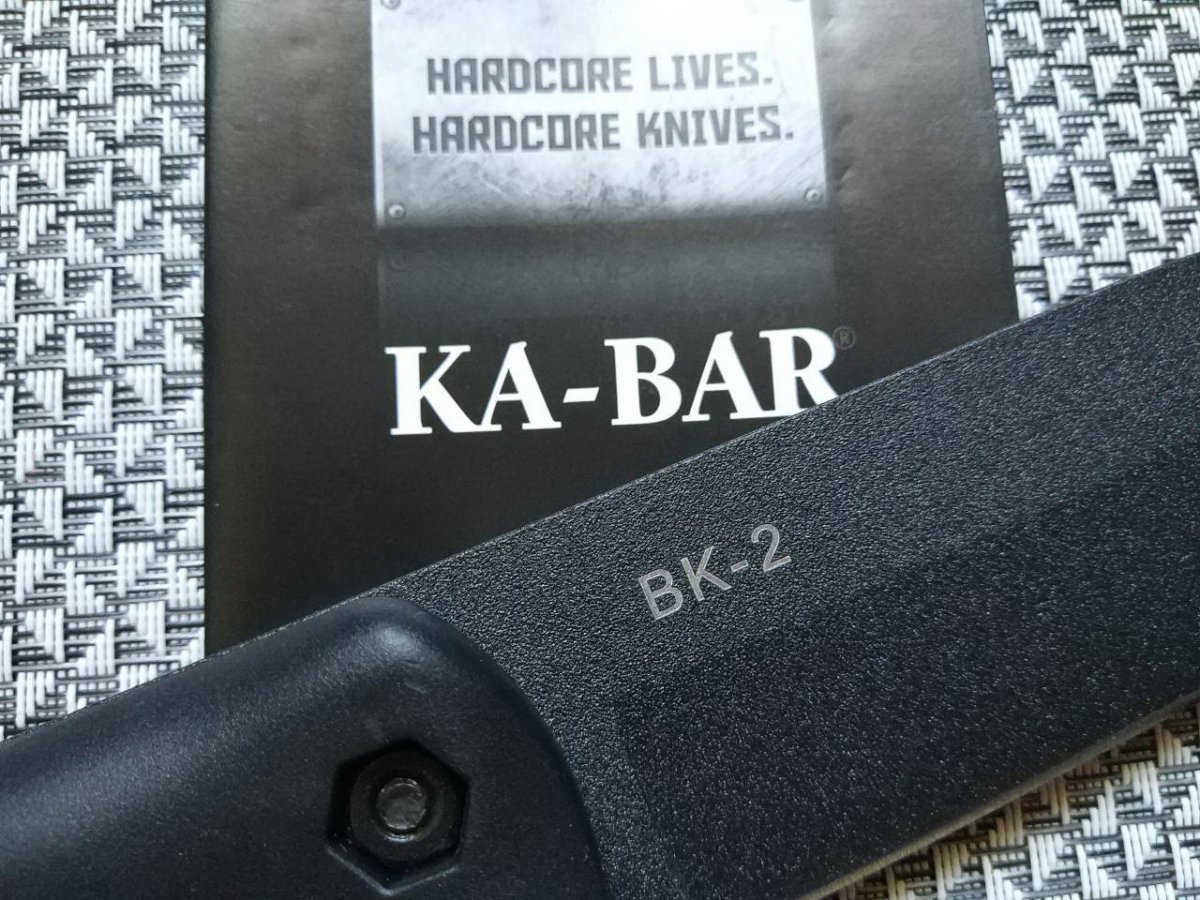 HARDCORE LIVES.
HARDCORE KNIVES.
KA-BAR®
BK-2